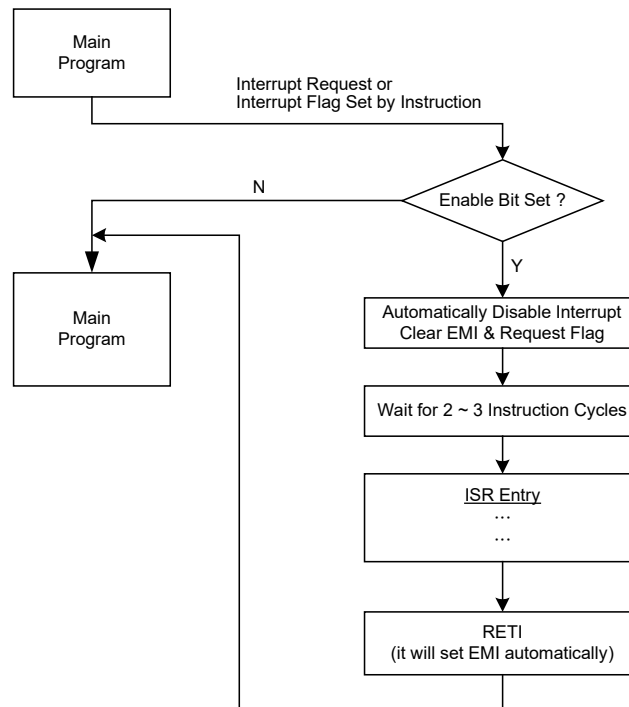 Main
Program
Interrupt Request or
Interrupt Flag Set by Instruction
Enable Bit Set ?
N
Y
Main
Program
Automatically Disable Interrupt
Clear EMI & Request Flag
Wait for 2 ~ 3 Instruction Cycles
ISR Entry
...
...
RETI
(it will set EMI automatically)